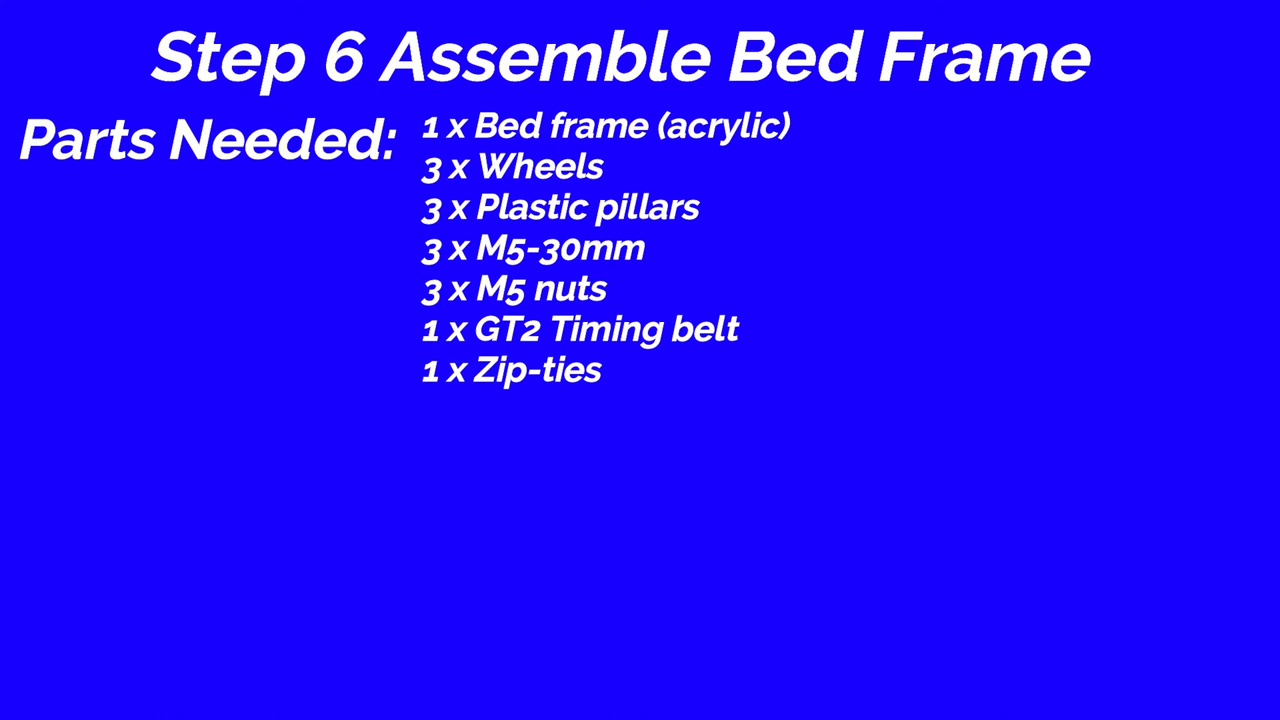 Step 6 Assemble Bed Frame
Parts Needed:
1 x Bed frame (acrylic)
3 x Wheels
3 x Plastic pillars
3 x M5-30mm
3 x M5 nuts
1 x GT2 Timing belt
1 x Zip-ties